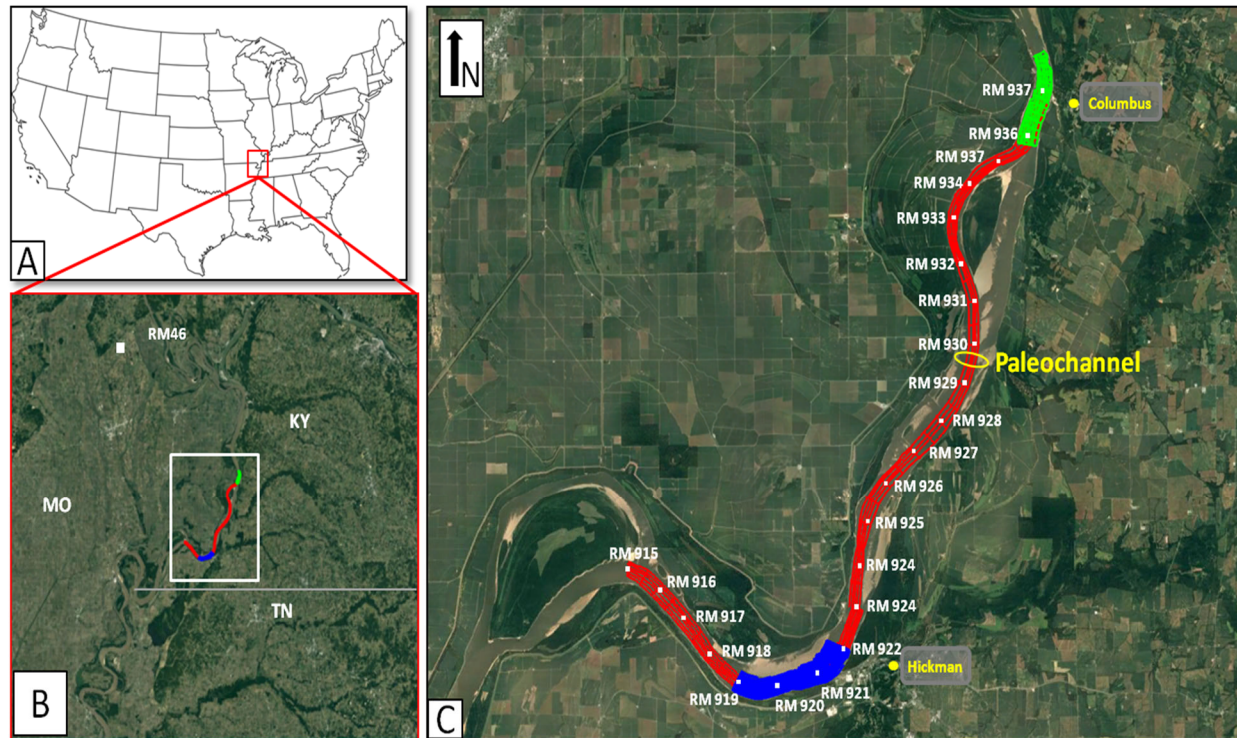 A
RM46
KY
MO
TN
B
N
RM 937
Columbus
RM 936
RM 937
RM 934
RM 933
RM 932
RM 931
RM 930
Paleochannel
RM 929
RM 928
RM 927
RM 926
RM 925
RM 924
RM 924
RM 922
Hickman
RM 915
RM 916
RM 917
RM 918
RM 919
RM 920
RM 921
C